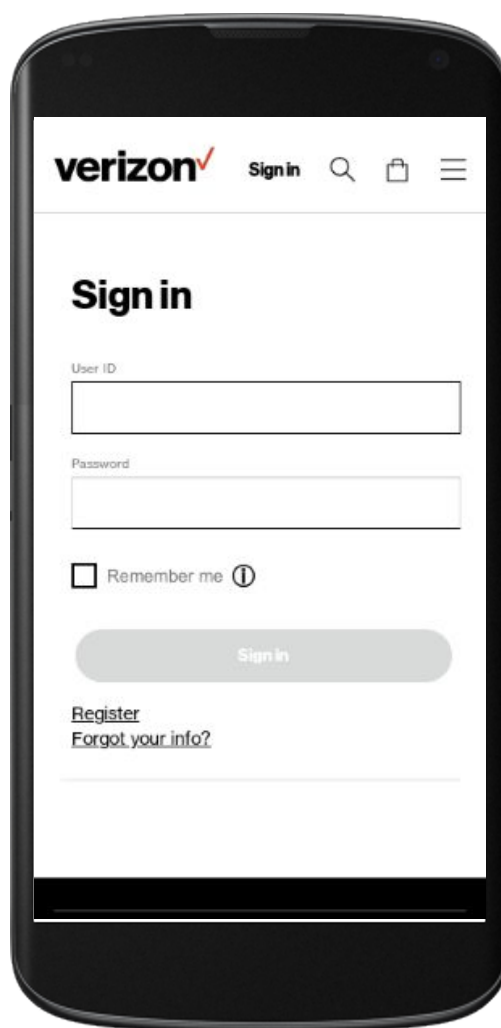 verizon Sign in
Sign in
User ID
Password
Remember me
Sign in
Register
Forgot your info?